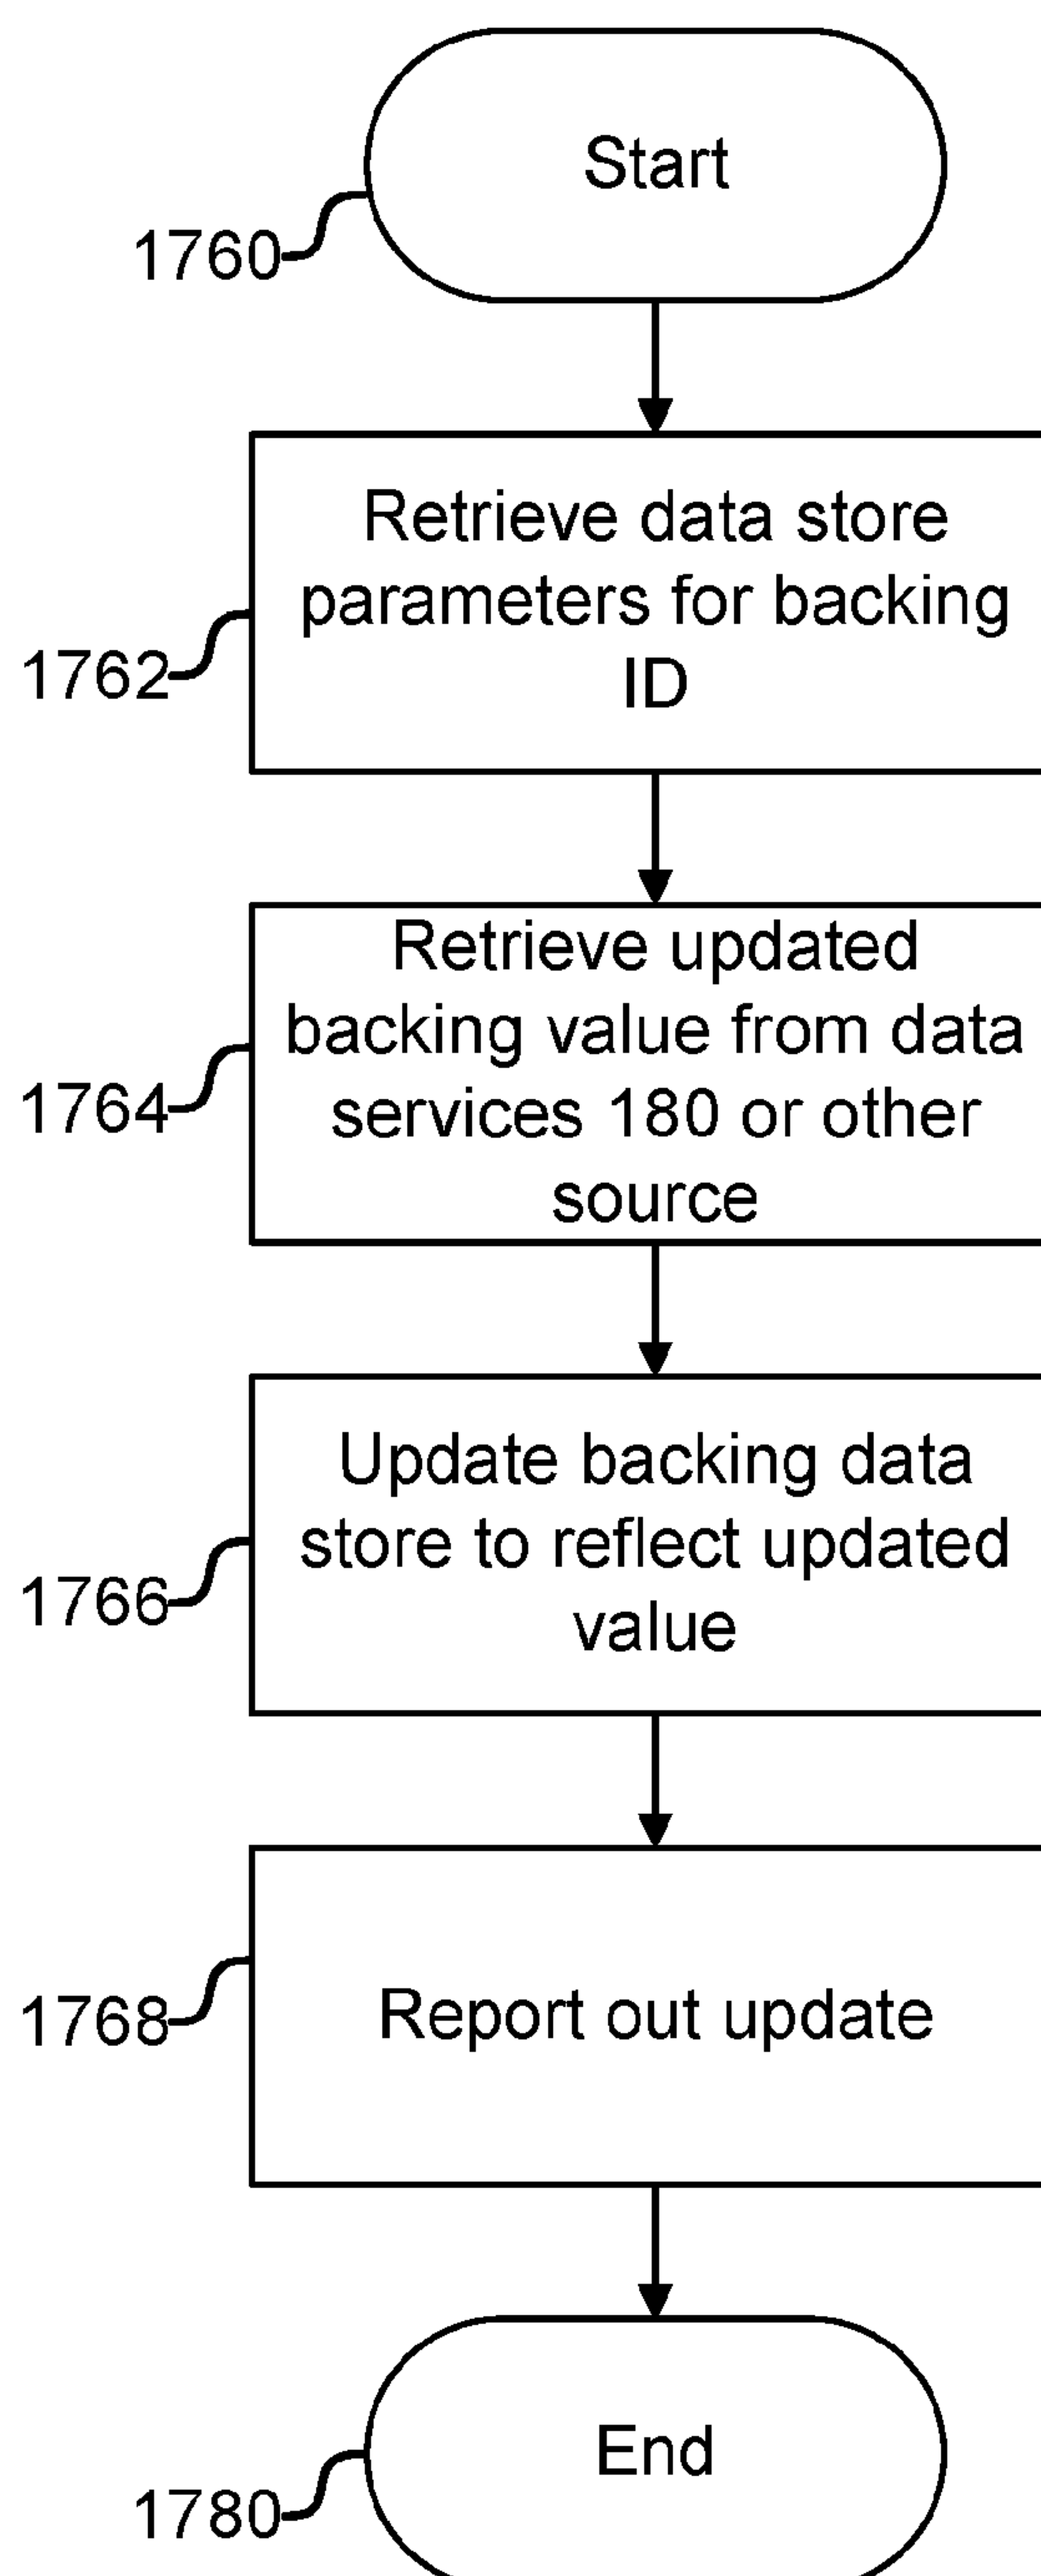 Start
1760
Retrieve data store
parameters for backing
ID
1762
Retrieve updated
backing value from data
services 180 or other
source
1764
Update backing data
store to reflect updated
value
1766
Report out update
1768
End
1780